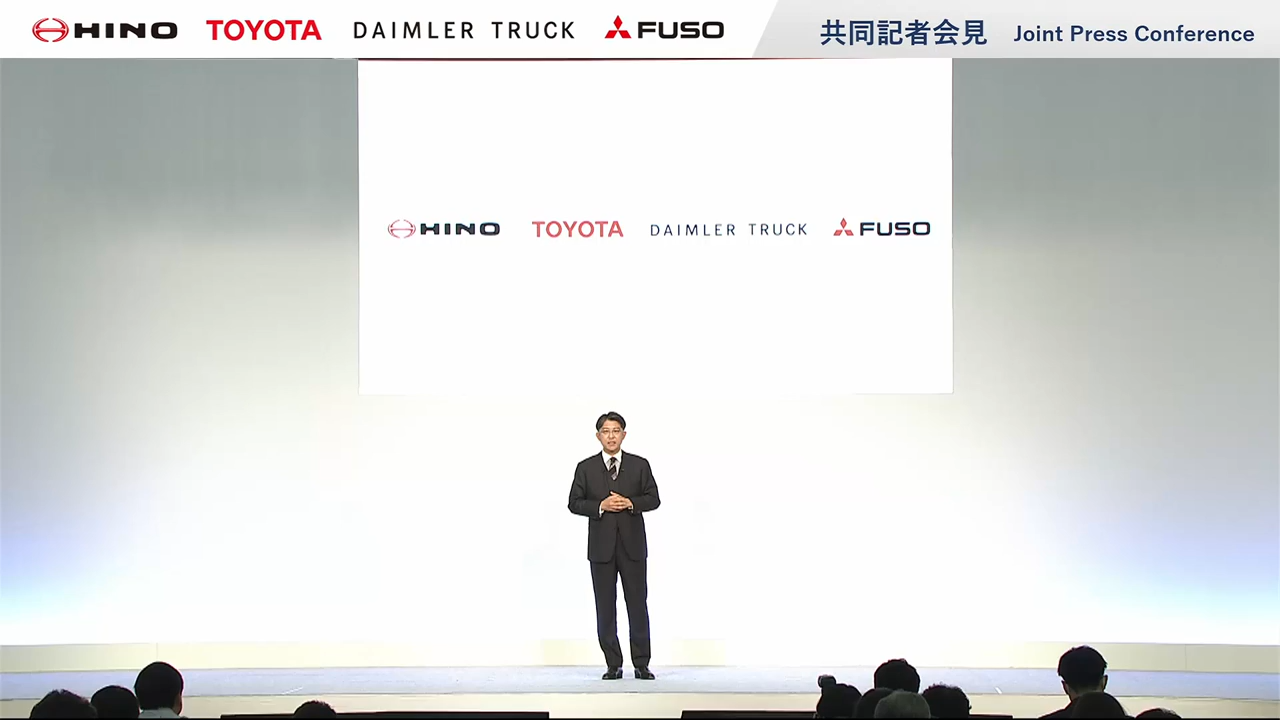 HINO TOYOTA DAIMLER TRUCK FUSO 共同記者会見 Joint Press Conference
HINO TOYOTA DAIMLER TRUCK FUSO